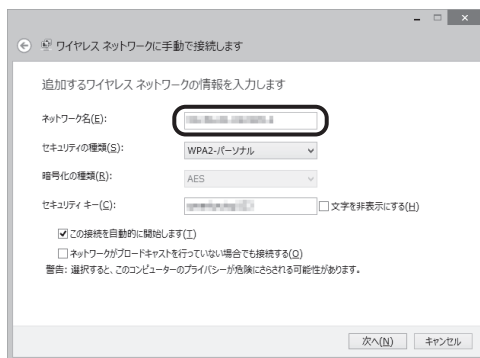 ワイヤレス ネットワークに手動で接続します
追加するワイヤレス ネットワークの情報を入力します
ネットワーク名(E):
セキュリティの種類(S): WPA2-パーソナル
暗号化の種類(R): AES
セキュリティ キー(C): 文字を非表示にする(H)
この接続を自動的に開始します(T)
ネットワークがブロードキャストを行っていない場合でも接続する(O)
警告: 選択すると、このコンピューターのプライバシーが危険にさらされる可能性があります。
次へ(N) キャンセル